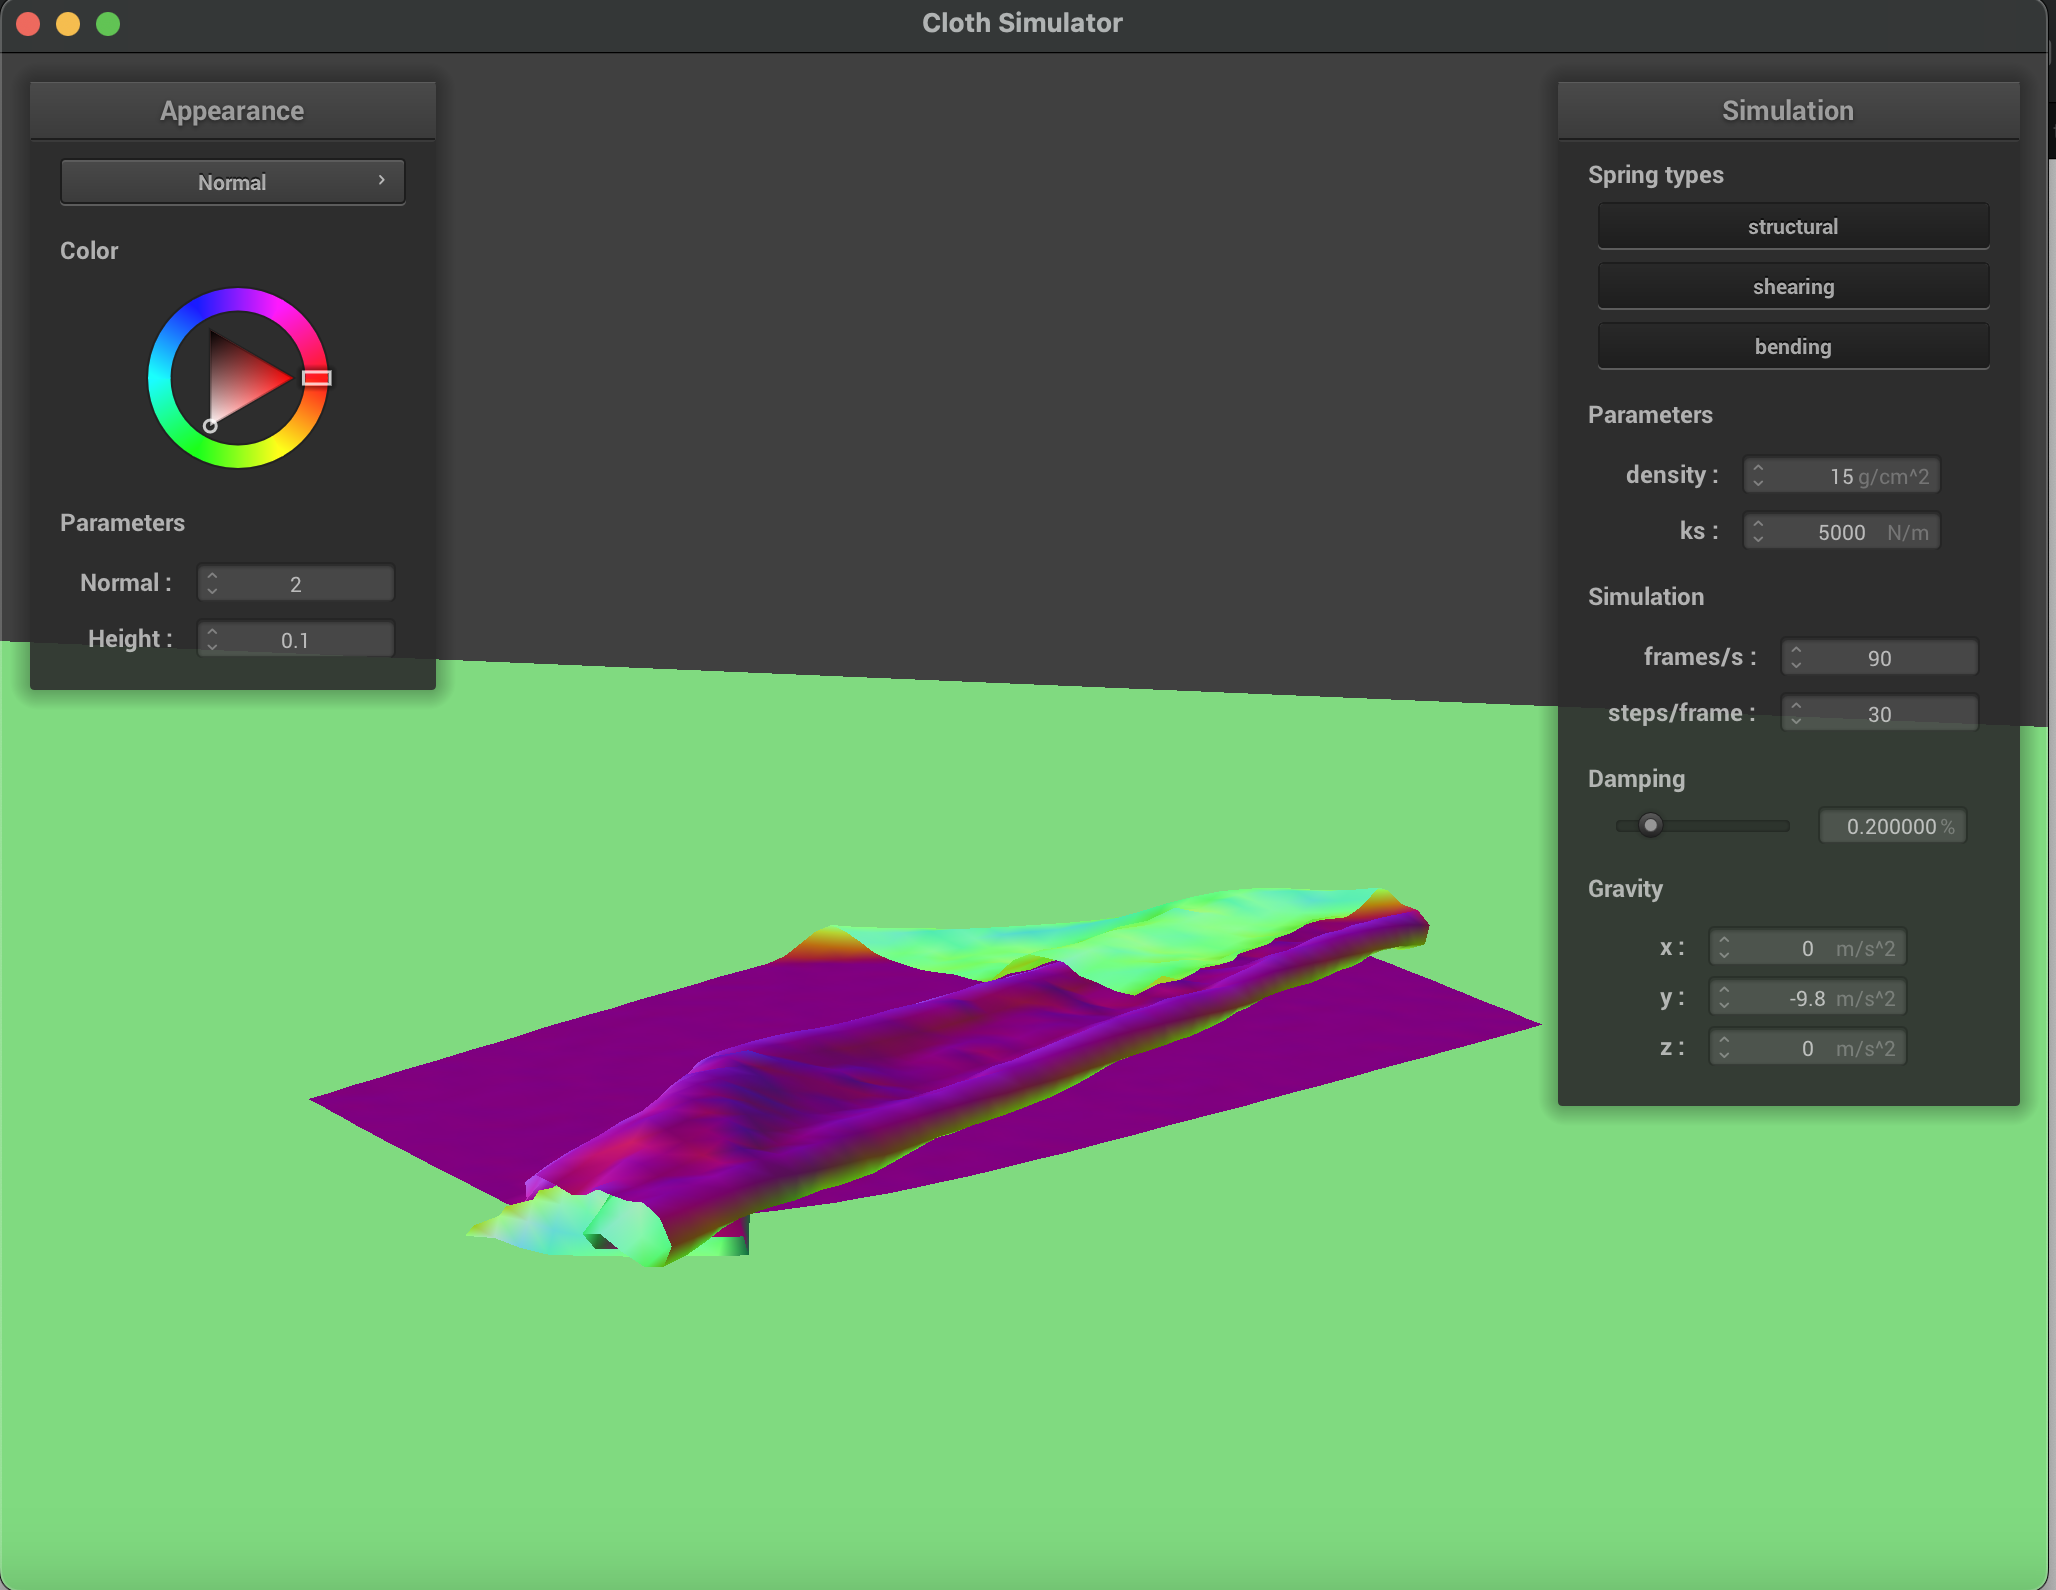 Cloth Simulator
Appearance
Normal
Color
Parameters
Normal : 2
Height : 0.1
Simulation
Spring types
structural
shearing
bending
Parameters
density : 15 g/cm^2
ks : 5000 N/m
Simulation
frames/s : 90
steps/frame : 30
Damping
0.200000 %
Gravity
x : 0 m/s^2
y : -9.8 m/s^2
z : 0 m/s^2